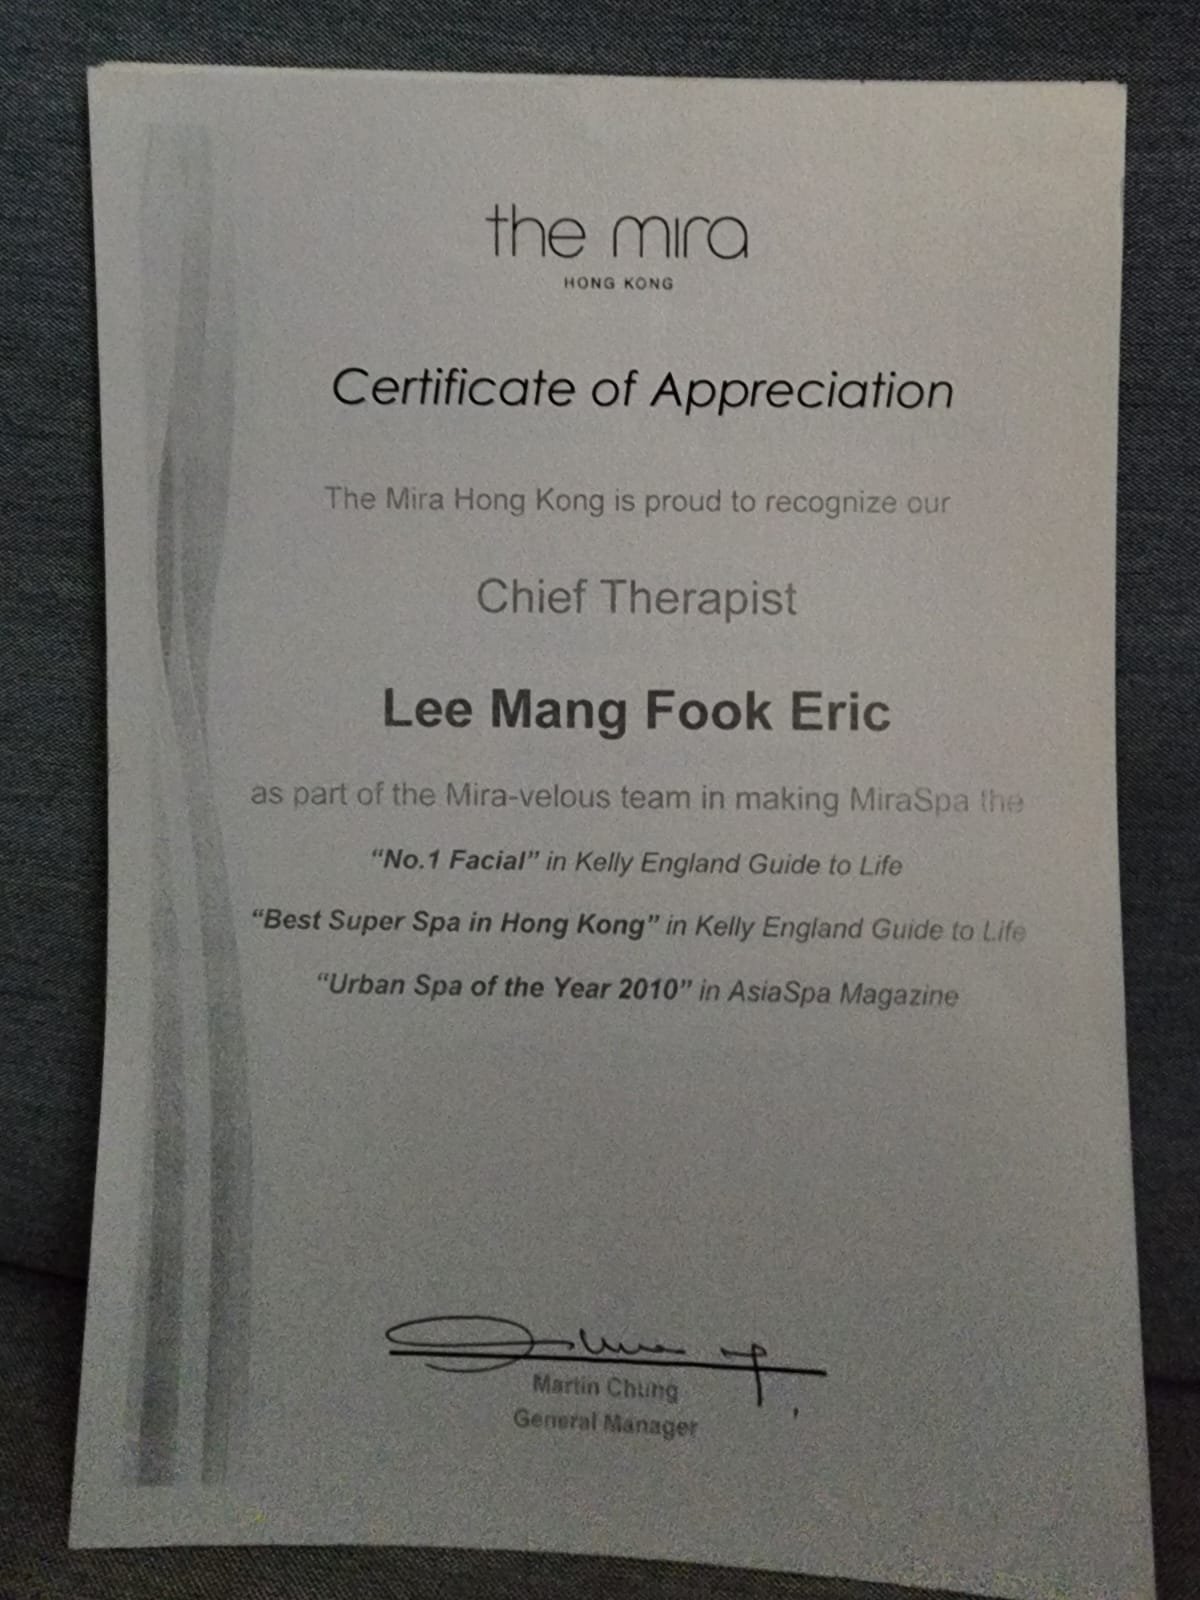 the mira
HONG KONG
Certificate of Appreciation
The Mira Hong Kong is proud to recognize our
Chief Therapist
Lee Mang Fook Eric
as part of the Mira-velous team in making MiraSpa the
“No.1 Facial” in Kelly England Guide to Life
“Best Super Spa in Hong Kong” in Kelly England Guide to Life
“Urban Spa of the Year 2010” in AsiaSpa Magazine
Martin Chung
General Manager